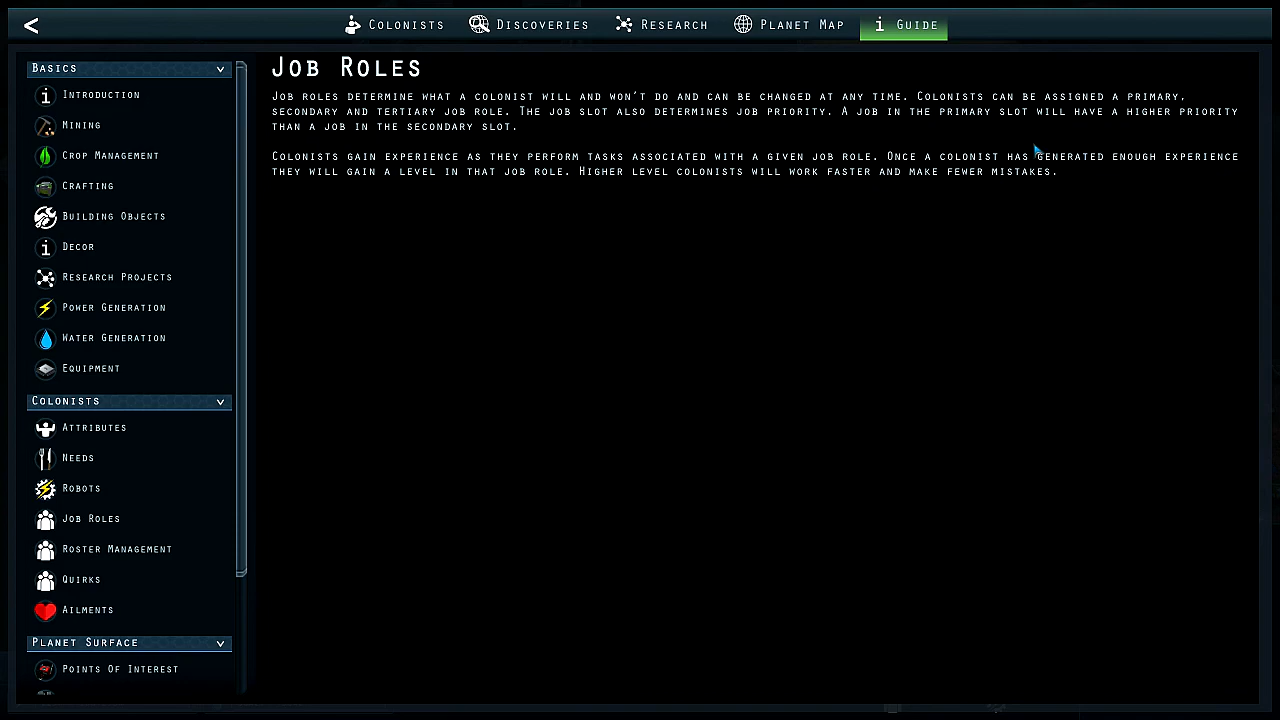 < Colonists Discoveries Research Planet Map Guide
Basics
Introduction
Mining
Crop Management
Crafting
Building Objects
Decor
Research Projects
Power Generation
Water Generation
Equipment
Colonists
Attributes
Needs
Robots
Job Roles
Roster Management
Quirks
Ailments
Planet Surface
Points Of Interest
Job Roles
Job roles determine what a colonist will and won't do and can be changed at any time. Colonists can be assigned a primary,
secondary and tertiary job role. The job slot also determines job priority. A job in the primary slot will have a higher priority
than a job in the secondary slot.
Colonists gain experience as they perform tasks associated with a given job role. Once a colonist has generated enough experience
they will gain a level in that job role. Higher level colonists will work faster and make fewer mistakes.